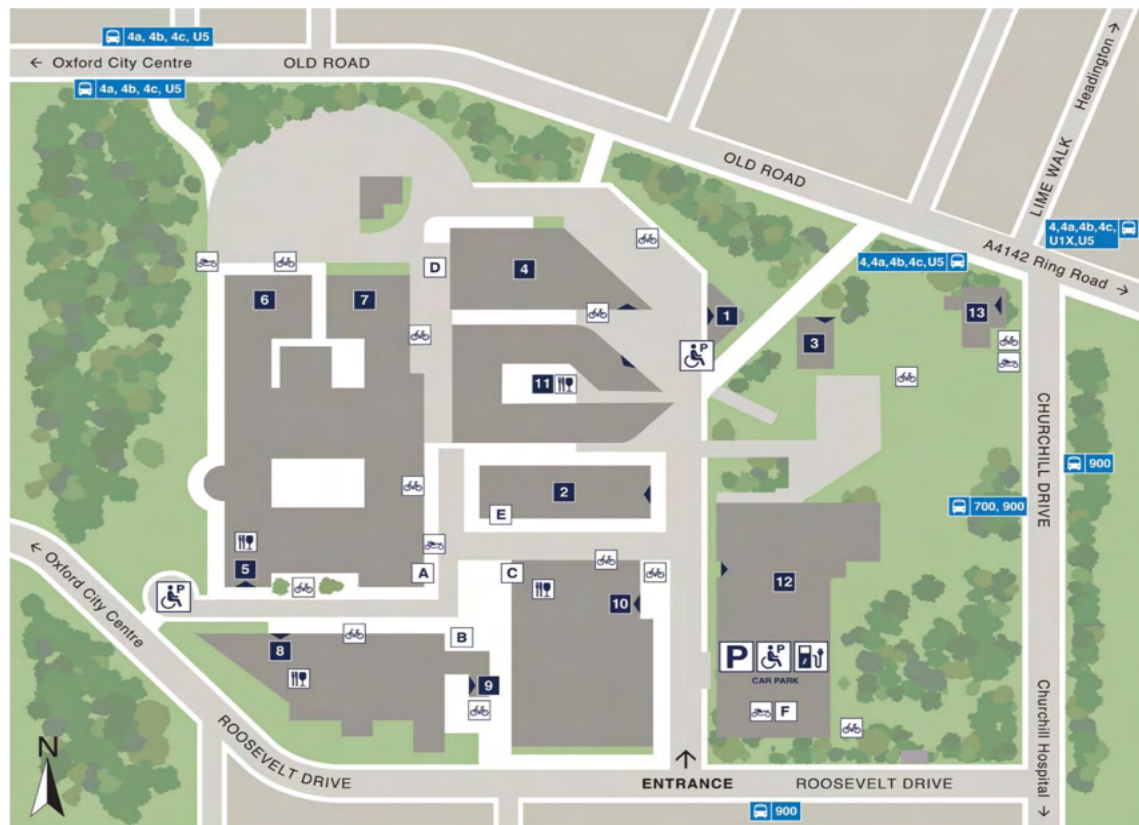 4a, 4b, 4c, U5
← Oxford City Centre
OLD ROAD
4a, 4b, 4c, U5
Headington →
LIME WALK
OLD ROAD
4,4a,4b,4c,
U1X,U5
A4142 Ring Road →
4,4a,4b,4c,U5
D
4
6
7
1
13
3
P
11
CHURCHILL DRIVE
900
2
700, 900
E
5
A
C
12
10
← Oxford City Centre
P
B
8
P
P
CAR PARK
9
F
N
ROOSEVELT DRIVE
Churchill Hospital →
↑
ENTRANCE
ROOSEVELT DRIVE
900